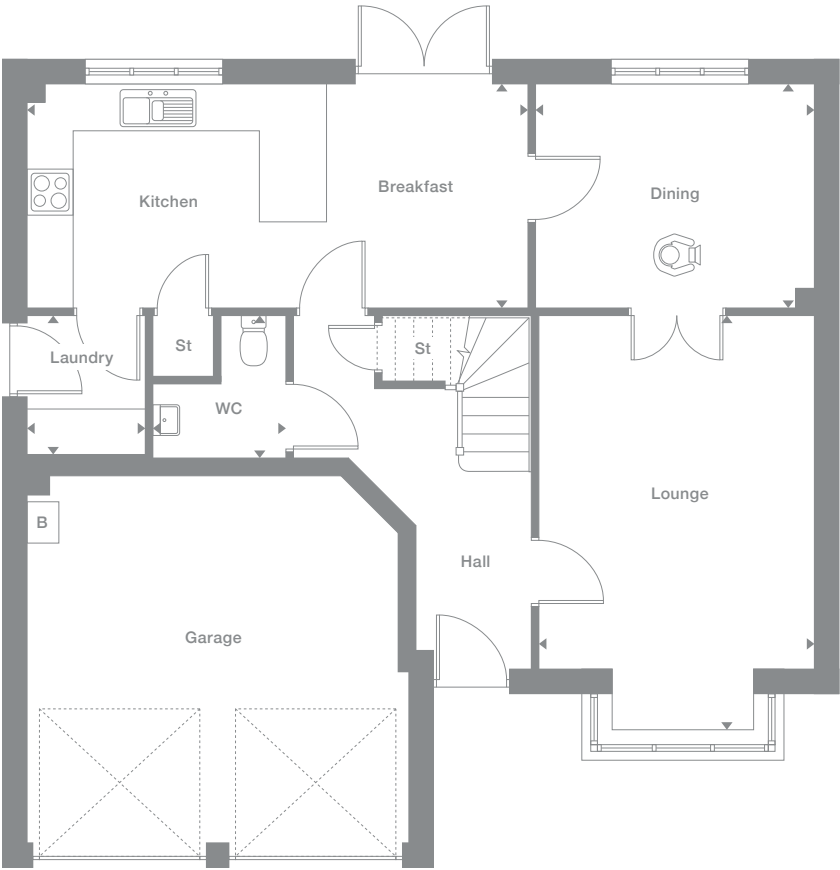 Breakfast
Kitchen
Dining
St
St
Laundry
WC
Lounge
B
Hall
Garage